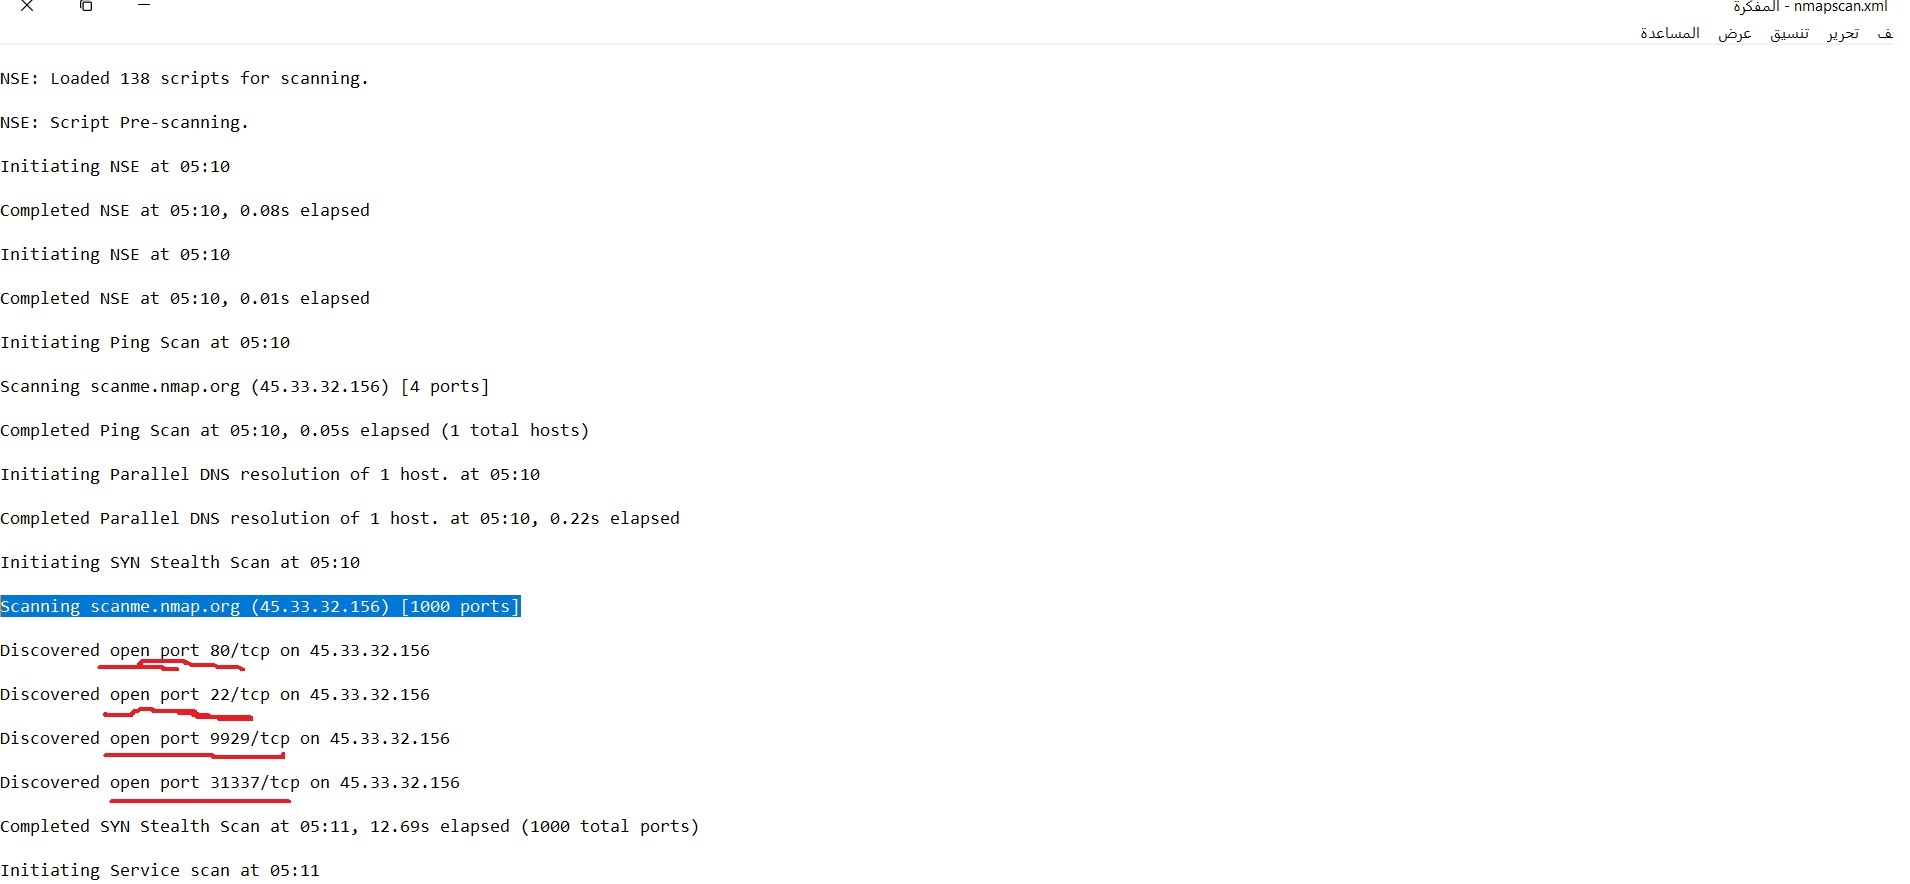 nmapscan.xml - المفكرة
تحرير تنسيق عرض المساعدة
NSE: Loaded 138 scripts for scanning.
NSE: Script Pre-scanning.
Initiating NSE at 05:10
Completed NSE at 05:10, 0.08s elapsed
Initiating NSE at 05:10
Completed NSE at 05:10, 0.01s elapsed
Initiating Ping Scan at 05:10
Scanning scanme.nmap.org (45.33.32.156) [4 ports]
Completed Ping Scan at 05:10, 0.05s elapsed (1 total hosts)
Initiating Parallel DNS resolution of 1 host. at 05:10
Completed Parallel DNS resolution of 1 host. at 05:10, 0.22s elapsed
Initiating SYN Stealth Scan at 05:10
Scanning scanme.nmap.org (45.33.32.156) [1000 ports]
Discovered open port 80/tcp on 45.33.32.156
Discovered open port 22/tcp on 45.33.32.156
Discovered open port 9929/tcp on 45.33.32.156
Discovered open port 31337/tcp on 45.33.32.156
Completed SYN Stealth Scan at 05:11, 12.69s elapsed (1000 total ports)
Initiating Service scan at 05:11